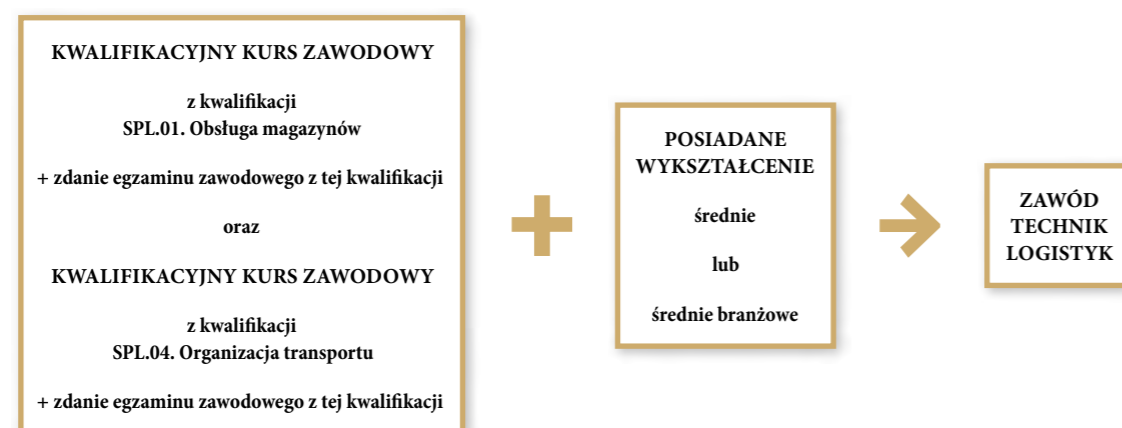 KWALIFIKACYJNY KURS ZAWODOWY
z kwalifikacji
SPL.01. Obsługa magazynów
+ zdanie egzaminu zawodowego z tej kwalifikacji
oraz
KWALIFIKACYJNY KURS ZAWODOWY
z kwalifikacji
SPL.04. Organizacja transportu
+ zdanie egzaminu zawodowego z tej kwalifikacji
+
POSIADANE
WYKSZTAŁCENIE
średnie
lub
średnie branżowe
→
ZAWÓD
TECHNIK
LOGISTYK